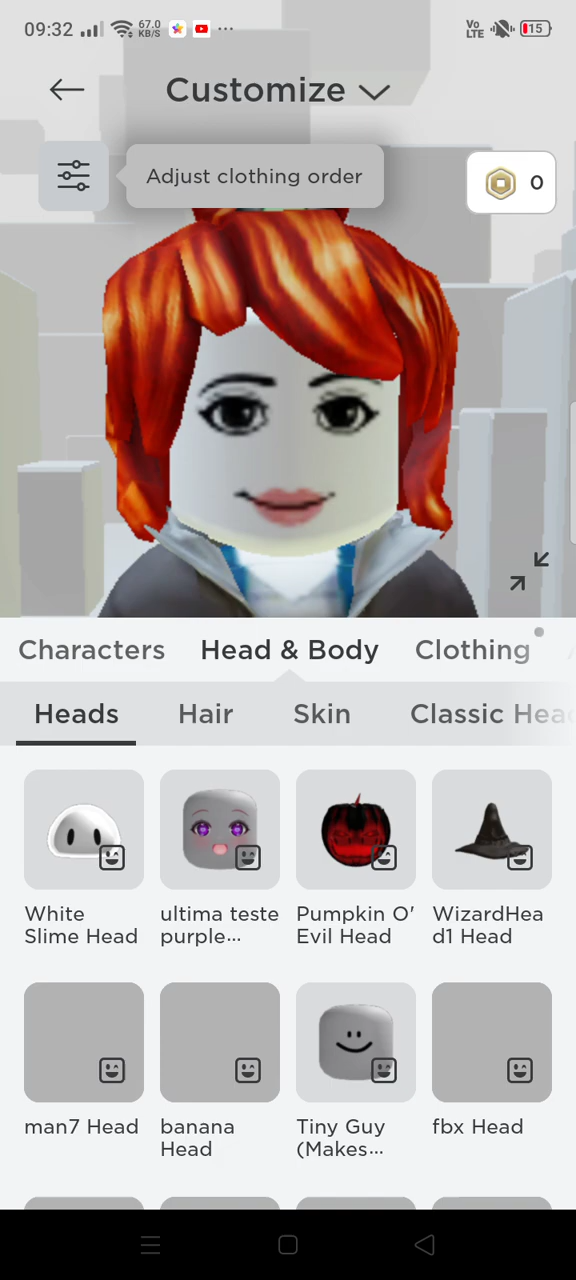 09:32
67.0
KB/S
Vo
LTE
15
Customize
Adjust clothing order
0
Characters
Head & Body
Clothing
Heads
Hair
Skin
Classic Hea
White
Slime Head
ultima teste
purple...
Pumpkin O'
Evil Head
WizardHea
d1 Head
man7 Head
banana
Head
Tiny Guy
(Makes...
fbx Head